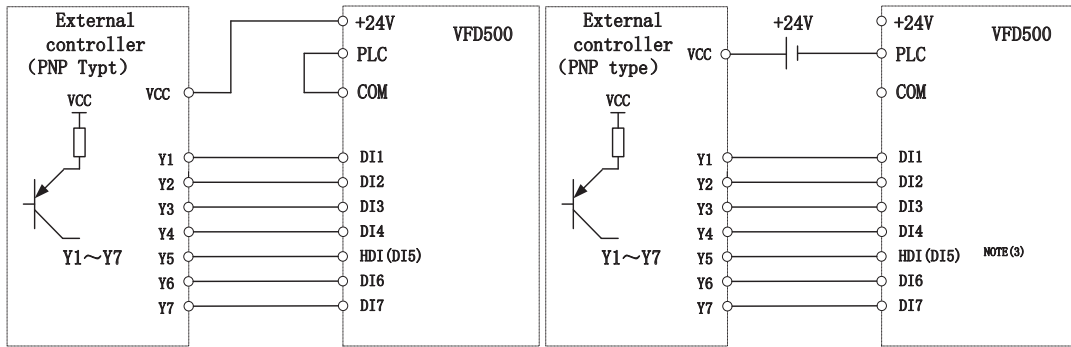 External
controller
(PNP Typt)
VCC
Y1~Y7
VCC
Y1
Y2
Y3
Y4
Y5
Y6
Y7
+24V
PLC
COM
DI1
DI2
DI3
DI4
HDI(DI5)
DI6
DI7
VFD500
External
controller
(PNP type)
VCC
Y1~Y7
VCC
Y1
Y2
Y3
Y4
Y5
Y6
Y7
+24V
+24V
PLC
COM
DI1
DI2
DI3
DI4
HDI(DI5) NOTE(3)
DI6
DI7
VFD500